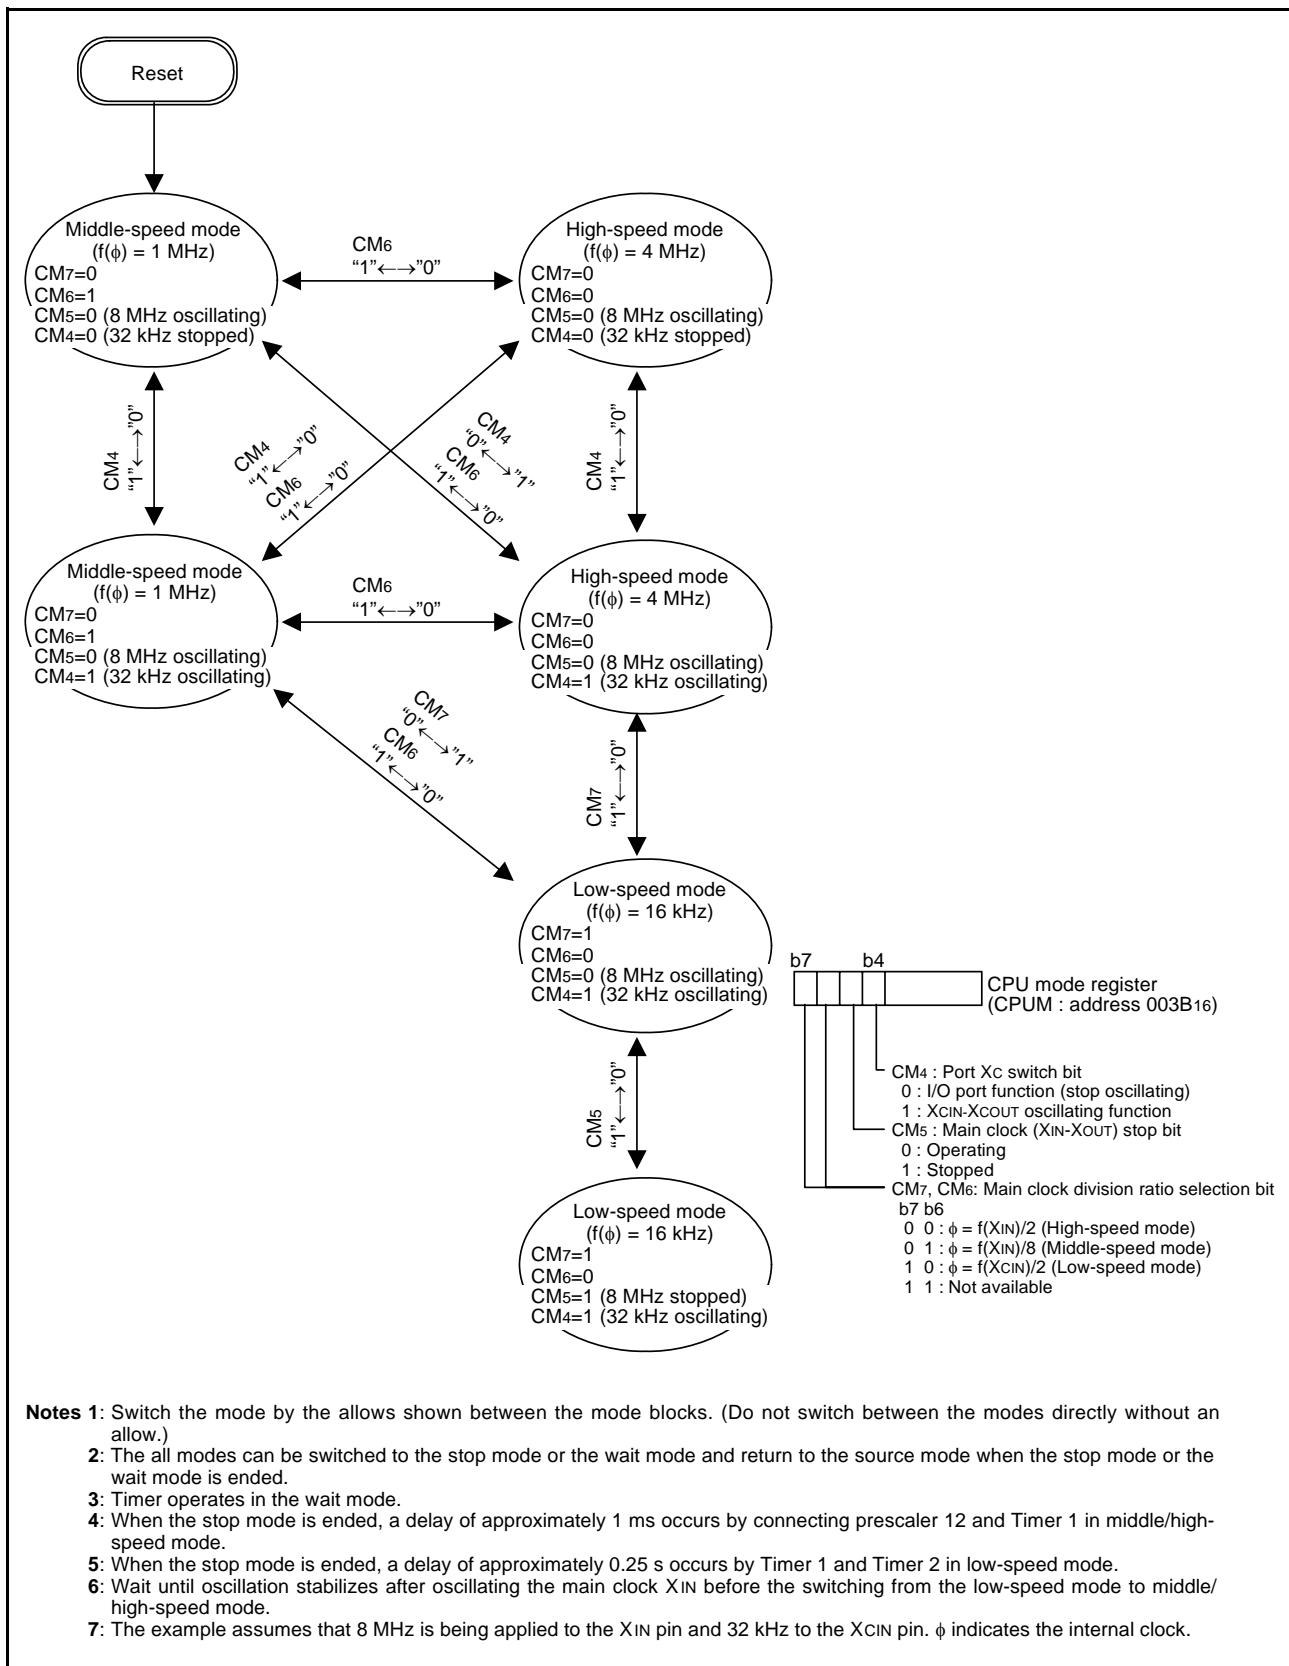 Reset
Middle-speed mode
(f(ϕ) = 1 MHz)
CM7=0
CM6=1
CM5=0 (8 MHz oscillating)
CM4=0 (32 kHz stopped)
CM6
“1”←→”0”
High-speed mode
(f(ϕ) = 4 MHz)
CM7=0
CM6=0
CM5=0 (8 MHz oscillating)
CM4=0 (32 kHz stopped)
CM4
“1”←→”0”
CM4
“1”←→”0”
CM6
“1”←→”0”
CM4
“0”←→”1”
CM6
“1”←→”0”
CM4
“1”←→”0”
Middle-speed mode
(f(ϕ) = 1 MHz)
CM7=0
CM6=1
CM5=0 (8 MHz oscillating)
CM4=1 (32 kHz oscillating)
CM6
“1”←→”0”
High-speed mode
(f(ϕ) = 4 MHz)
CM7=0
CM6=0
CM5=0 (8 MHz oscillating)
CM4=1 (32 kHz oscillating)
CM7
“0”←→”1”
CM6
“1”←→”0”
CM7
“1”←→”0”
Low-speed mode
(f(ϕ) = 16 kHz)
CM7=1
CM6=0
CM5=0 (8 MHz oscillating)
CM4=1 (32 kHz oscillating)
CM5
“1”←→”0”
Low-speed mode
(f(ϕ) = 16 kHz)
CM7=1
CM6=0
CM5=1 (8 MHz stopped)
CM4=1 (32 kHz oscillating)
b7 b4
CPU mode register
(CPUM : address 003B16)
CM4 : Port XC switch bit
0 : I/O port function (stop oscillating)
1 : XCIN-XCOUT oscillating function
CM5 : Main clock (XIN-XOUT) stop bit
0 : Operating
1 : Stopped
CM7, CM6: Main clock division ratio selection bit
b7 b6
0 0 : ϕ = f(XIN)/2 (High-speed mode)
0 1 : ϕ = f(XIN)/8 (Middle-speed mode)
1 0 : ϕ = f(XCIN)/2 (Low-speed mode)
1 1 : Not available
Notes 1: Switch the mode by the allows shown between the mode blocks. (Do not switch between the modes directly without an
allow.)
2: The all modes can be switched to the stop mode or the wait mode and return to the source mode when the stop mode or the
wait mode is ended.
3: Timer operates in the wait mode.
4: When the stop mode is ended, a delay of approximately 1 ms occurs by connecting prescaler 12 and Timer 1 in middle/high-
speed mode.
5: When the stop mode is ended, a delay of approximately 0.25 s occurs by Timer 1 and Timer 2 in low-speed mode.
6: Wait until oscillation stabilizes after oscillating the main clock XIN before the switching from the low-speed mode to middle/
high-speed mode.
7: The example assumes that 8 MHz is being applied to the XIN pin and 32 kHz to the XCIN pin. ϕ indicates the internal clock.